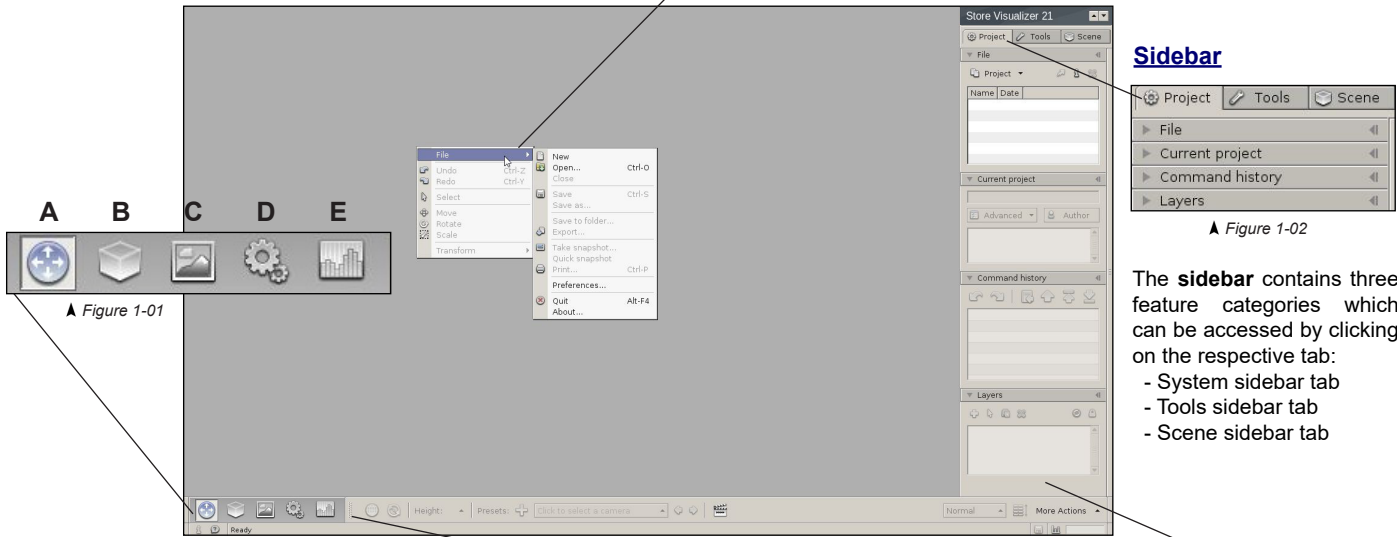 Store Visualizer 21
Project Tools Scene
File
Project
Name Date
Current project
Advanced Author
Command history
Layers
File
Undo Ctrl-Z
Redo Ctrl-Y
Select
Move
Rotate
Scale
Transform
New
Open... Ctrl-O
Close
Save Ctrl-S
Save as...
Save to folder...
Export...
Take snapshot...
Quick snapshot
Print... Ctrl-P
Preferences...
Quit Alt-F4
About...
A B C D E
Figure 1-01
Height: Presets: Click to select a camera Normal More Actions
Ready
Sidebar
Project Tools Scene
File
Current project
Command history
Layers
Figure 1-02
The sidebar contains three
feature categories which
can be accessed by clicking
on the respective tab:
- System sidebar tab
- Tools sidebar tab
- Scene sidebar tab